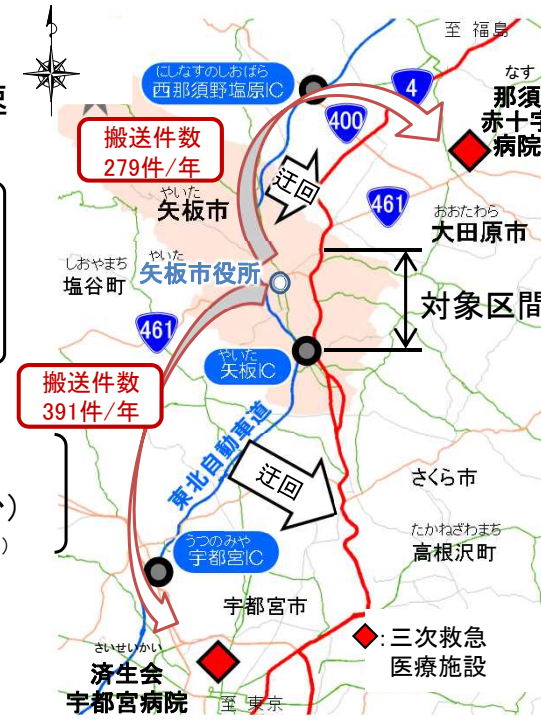 至 福島
にしなすのしおばら
西那須野塩原IC
4
なす
那須
赤十字
病院
400
搬送件数
279件/年
迂回
やいた
矢板市
461
おおたわら
大田原市
しおやまち
塩谷町
やいた
矢板市役所
対象区間
461
やいた
矢板IC
搬送件数
391件/年
東北自動車道
迂回
さくら市
たかねざわまち
高根沢町
うつのみや
宇都宮IC
宇都宮市
さいせいかい
済生会
宇都宮病院
至 東京
:三次救急
医療施設